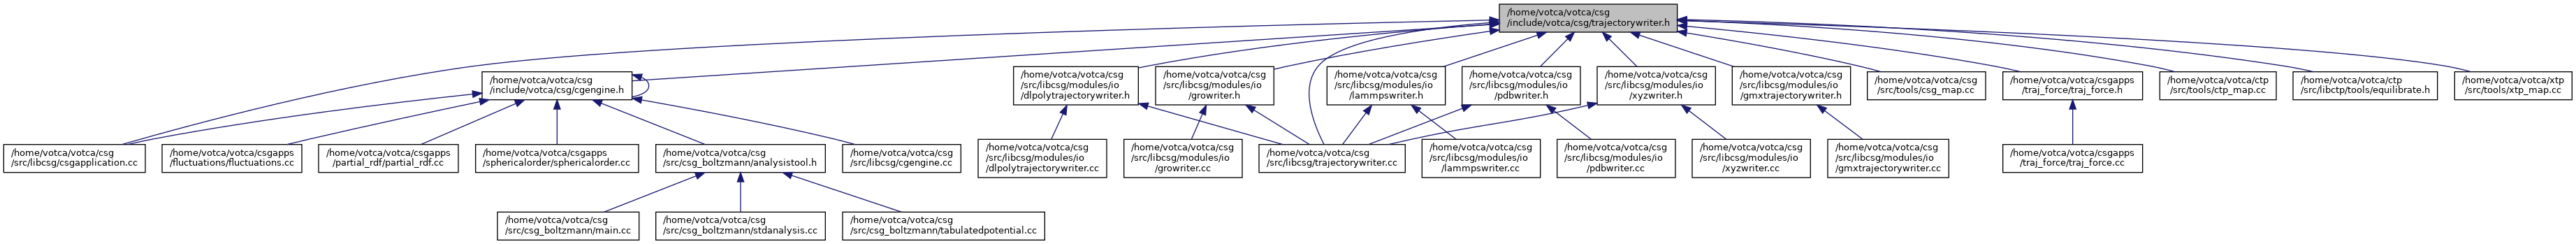 /home/votca/votca/csg
/include/votca/csg/trajectorywriter.h
/home/votca/votca/csg
/include/votca/csg/cgengine.h
/home/votca/votca/csg
/src/libcsg/modules/io
/dlpolytrajectorywriter.h
/home/votca/votca/csg
/src/libcsg/modules/io
/growriter.h
/home/votca/votca/csg
/src/libcsg/modules/io
/lammpswriter.h
/home/votca/votca/csg
/src/libcsg/modules/io
/pdbwriter.h
/home/votca/votca/csg
/src/libcsg/modules/io
/xyzwriter.h
/home/votca/votca/csg
/src/libcsg/modules/io
/gmxtrajectorywriter.h
/home/votca/votca/csg
/src/tools/csg_map.cc
/home/votca/votca/csgapps
/traj_force/traj_force.h
/home/votca/votca/ctp
/src/tools/ctp_map.cc
/home/votca/votca/ctp
/src/libctp/tools/equilibrate.h
/home/votca/votca/xtp
/src/tools/xtp_map.cc
/home/votca/votca/csg
/src/libcsg/csgapplication.cc
/home/votca/votca/csgapps
/fluctuations/fluctuations.cc
/home/votca/votca/csgapps
/partial_rdf/partial_rdf.cc
/home/votca/votca/csgapps
/sphericalorder/sphericalorder.cc
/home/votca/votca/csg
/src/csg_boltzmann/analysistool.h
/home/votca/votca/csg
/src/libcsg/cgengine.cc
/home/votca/votca/csg
/src/libcsg/modules/io
/dlpolytrajectorywriter.cc
/home/votca/votca/csg
/src/libcsg/modules/io
/growriter.cc
/home/votca/votca/csg
/src/libcsg/trajectorywriter.cc
/home/votca/votca/csg
/src/libcsg/modules/io
/lammpswriter.cc
/home/votca/votca/csg
/src/libcsg/modules/io
/pdbwriter.cc
/home/votca/votca/csg
/src/libcsg/modules/io
/xyzwriter.cc
/home/votca/votca/csg
/src/libcsg/modules/io
/gmxtrajectorywriter.cc
/home/votca/votca/csgapps
/traj_force/traj_force.cc
/home/votca/votca/csg
/src/csg_boltzmann/main.cc
/home/votca/votca/csg
/src/csg_boltzmann/stdanalysis.cc
/home/votca/votca/csg
/src/csg_boltzmann/tabulatedpotential.cc